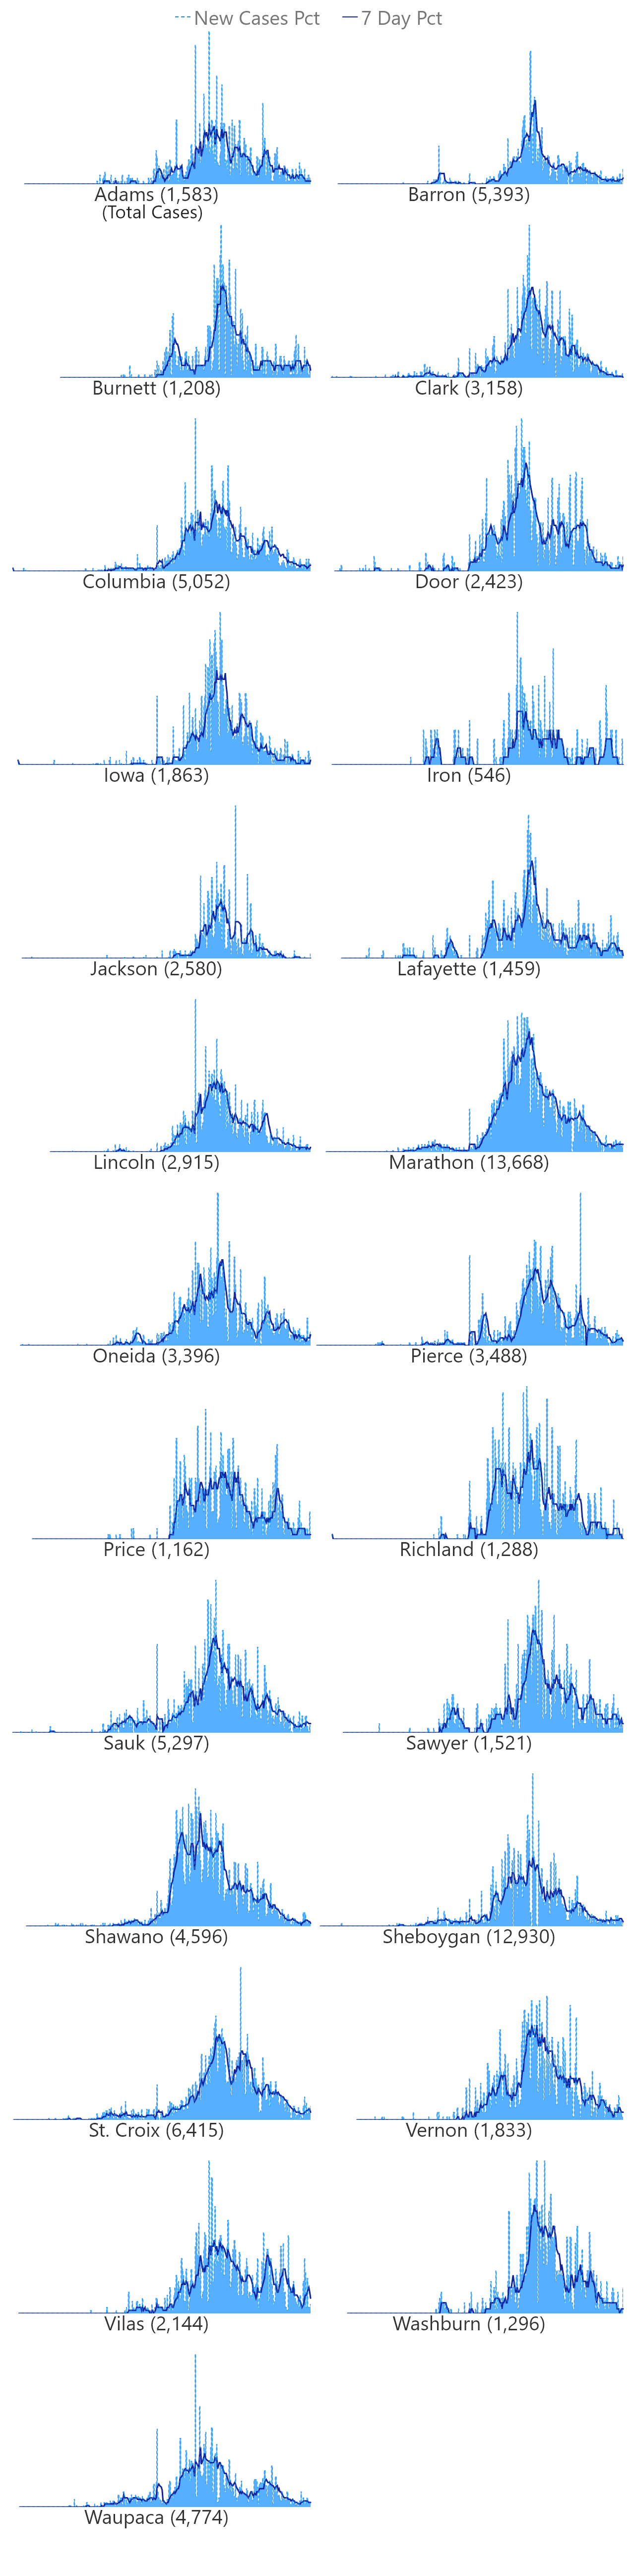 New Cases Pct 7 Day Pct
Adams (1,583) Barron (5,393)
(Total Cases)
Burnett (1,208) Clark (3,158)
Columbia (5,052) Door (2,423)
Iowa (1,863) Iron (546)
Jackson (2,580) Lafayette (1,459)
Lincoln (2,915) Marathon (13,668)
Oneida (3,396) Pierce (3,488)
Price (1,162) Richland (1,288)
Sauk (5,297) Sawyer (1,521)
Shawano (4,596) Sheboygan (12,930)
St. Croix (6,415) Vernon (1,833)
Vilas (2,144) Washburn (1,296)
Waupaca (4,774)